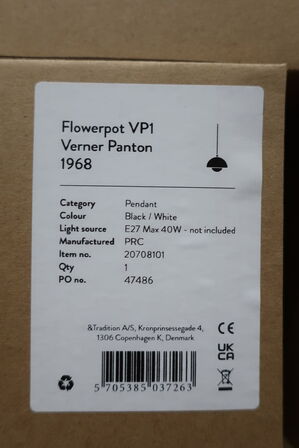 Flowerpot VP1
Verner Panton
1968
Category Pendant
Colour Black / White
Light source E27 Max 40W - not included
Manufactured PRC
Item no. 20708101
Qty 1
PO no. 47486
&Tradition A/S, Kronprinsessegade 4,
1306 Copenhagen K, Denmark
CE
UK
CA
5 705385 037263